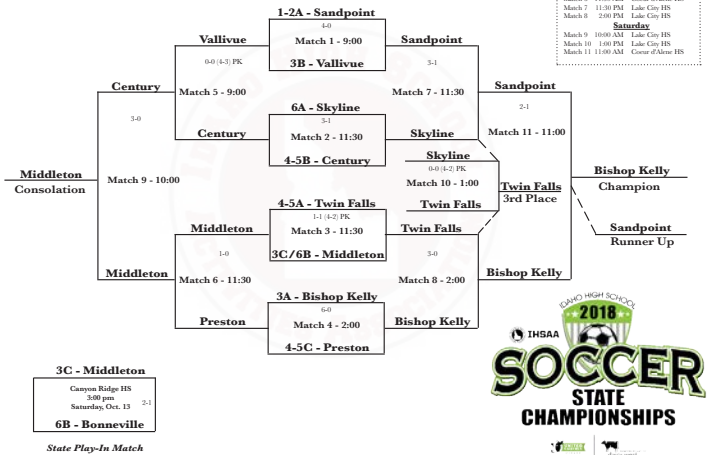 Match 7 11:30 PM Lake City HS
Match 8 2:00 PM Lake City HS
Saturday
Match 9 10:00 AM Lake City HS
Match 10 1:00 PM Lake City HS
Match 11 11:00 AM Coeur d'Alene HS
1-2A - Sandpoint
4-0
Match 1 - 9:00
3B - Vallivue
Vallivue
0-0 (4-3) PK
Match 5 - 9:00
Sandpoint
3-1
Match 7 - 11:30
Century
3-0
Sandpoint
2-1
Match 11 - 11:00
6A - Skyline
3-1
Match 2 - 11:30
4-5B - Century
Century
Skyline
Skyline
0-0 (4-2) PK
Match 10 - 1:00
Twin Falls
Twin Falls
3rd Place
Middleton
Consolation
Match 9 - 10:00
Bishop Kelly
Champion
4-5A - Twin Falls
1-1 (4-2) PK
Match 3 - 11:30
3C/6B - Middleton
Middleton
1-0
Match 6 - 11:30
Twin Falls
3-0
Match 8 - 2:00
Sandpoint
Runner Up
Middleton
Bishop Kelly
3A - Bishop Kelly
6-0
Match 4 - 2:00
4-5C - Preston
Preston
Bishop Kelly
3C - Middleton
Canyon Ridge HS
3:00 pm
Saturday, Oct. 13
2-1
6B - Bonneville
State Play-In Match
IDAHO HIGH SCHOOL
2018
IHSAA
SOCCER
STATE
CHAMPIONSHIPS